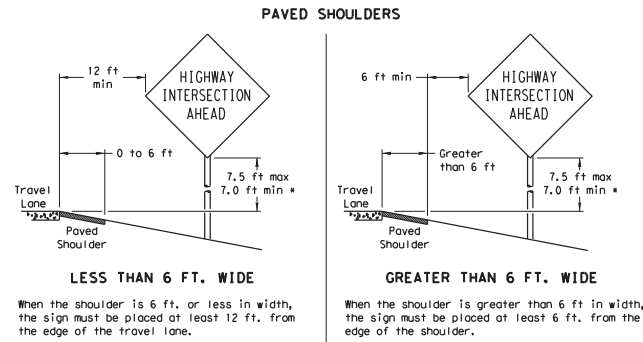 PAVED SHOULDERS
12 ft
min
HIGHWAY
INTERSECTION
AHEAD
0 to 6 ft
7.5 ft max
7.0 ft min *
Travel
Lane
Paved
Shoulder
LESS THAN 6 FT. WIDE
When the shoulder is 6 ft. or less in width,
the sign must be placed at least 12 ft. from
the edge of the travel lane.
6 ft min
HIGHWAY
INTERSECTION
AHEAD
Greater
than 6 ft
7.5 ft max
7.0 ft min *
Travel
Lane
Paved
Shoulder
GREATER THAN 6 FT. WIDE
When the shoulder is greater than 6 ft in width,
the sign must be placed at least 6 ft. from the
edge of the shoulder.